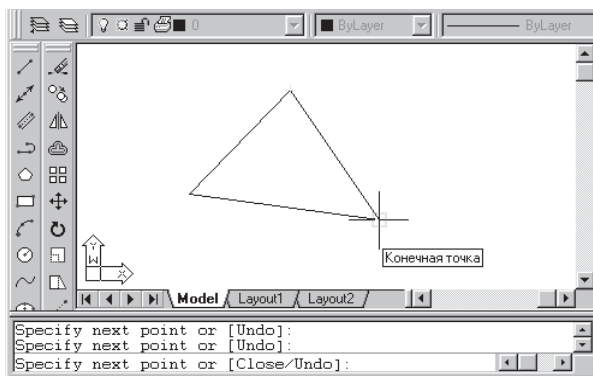 0 ByLayer ByLayer
Y
W
X
Конечная точка
Model Layout1 Layout2
Specify next point or [Undo]:
Specify next point or [Undo]:
Specify next point or [Close/Undo]: